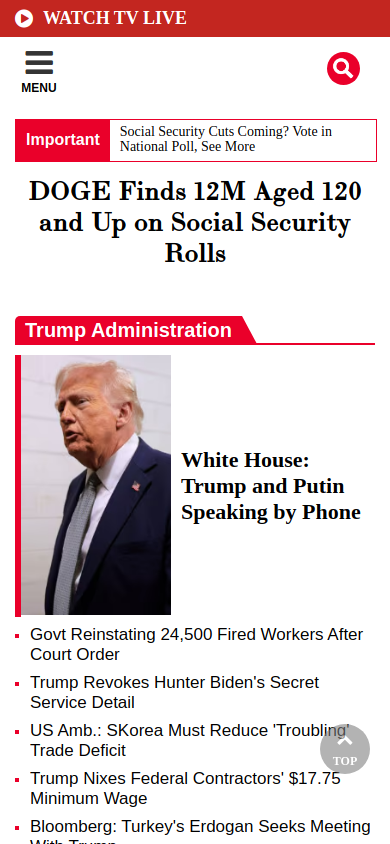 WATCH TV LIVE
MENU
Important
Social Security Cuts Coming? Vote in
National Poll, See More
DOGE Finds 12M Aged 120
and Up on Social Security
Rolls
Trump Administration
White House:
Trump and Putin
Speaking by Phone
Govt Reinstating 24,500 Fired Workers After
Court Order
Trump Revokes Hunter Biden's Secret
Service Detail
US Amb.: SKorea Must Reduce 'Troubling'
Trade Deficit
TOP
Trump Nixes Federal Contractors' $17.75
Minimum Wage
Bloomberg: Turkey's Erdogan Seeks Meeting
With Trump